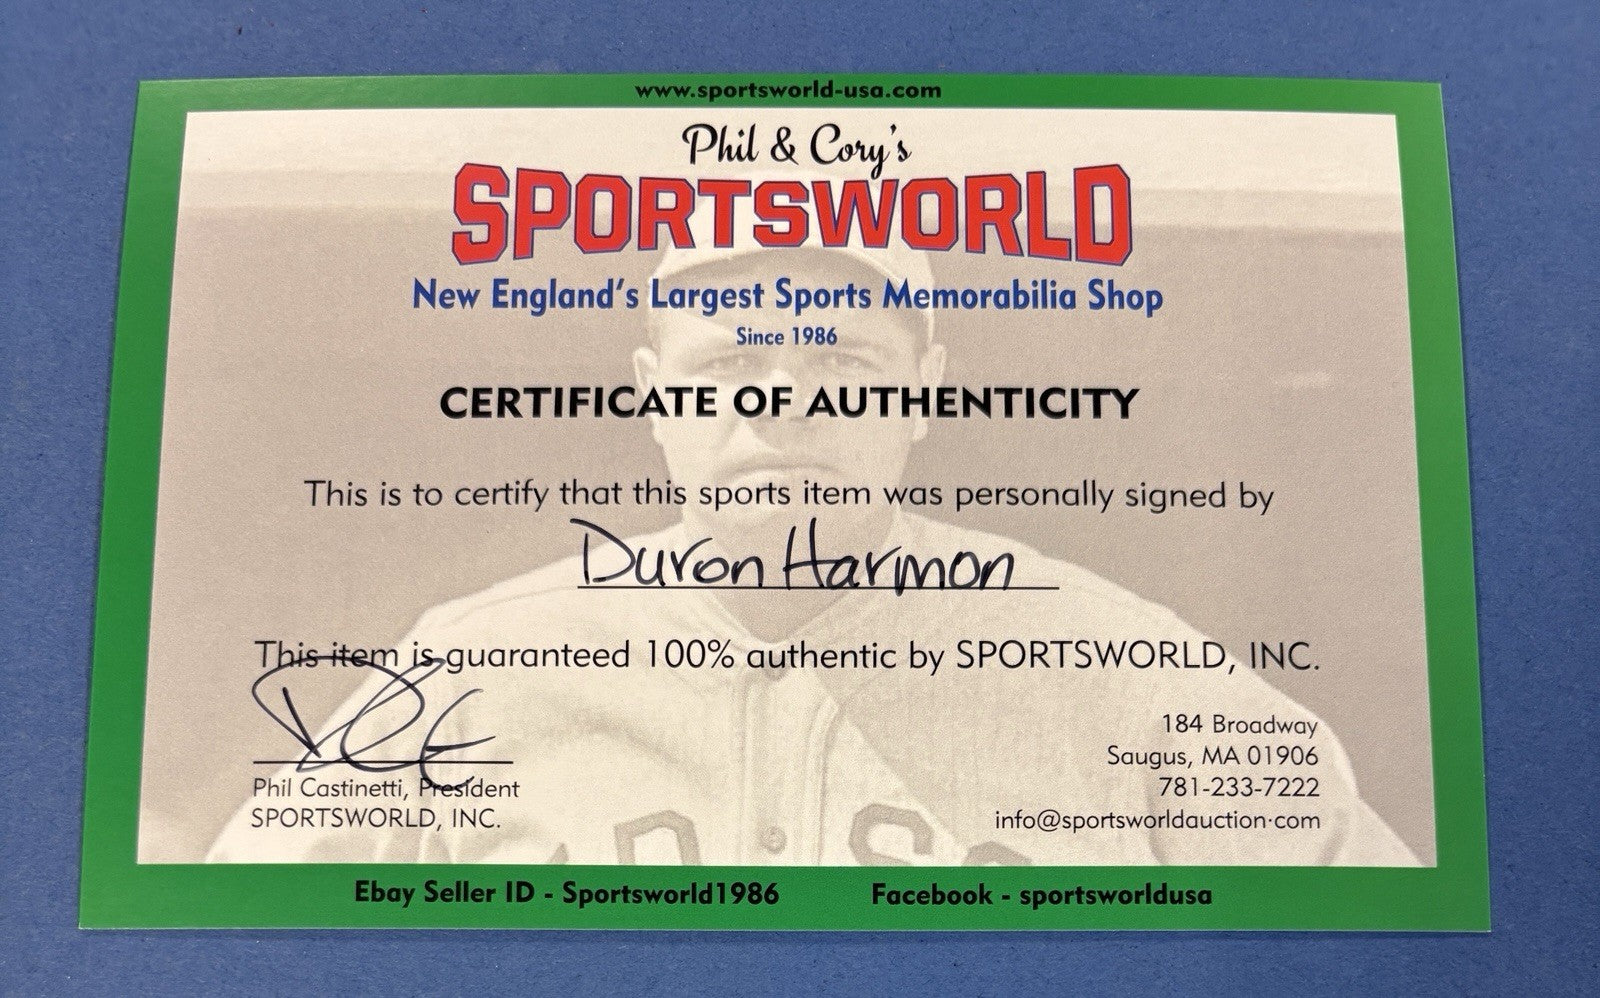 www.sportsworld-usa.com
Phil & Cory's
SPORTSWORLD
New England's Largest Sports Memorabilia Shop
Since 1986
CERTIFICATE OF AUTHENTICITY
This is to certify that this sports item was personally signed by
Duron Harmon
This item is guaranteed 100% authentic by SPORTSWORLD, INC.
Phil Castinetti, President
SPORTSWORLD, INC.
184 Broadway
Saugus, MA 01906
781-233-7222
info@sportsworldauction·com
Ebay Seller ID - Sportsworld1986
Facebook - sportsworldusa